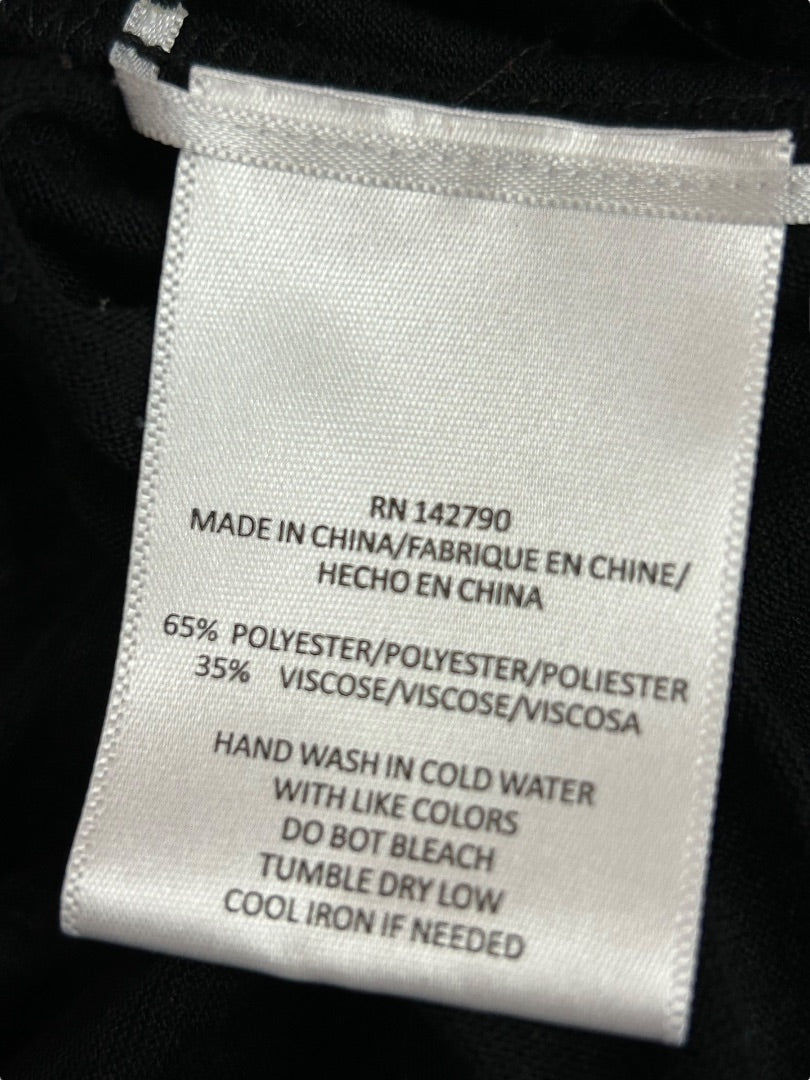 RN 142790
MADE IN CHINA/FABRIQUE EN CHINE/
HECHO EN CHINA
65% POLYESTER/POLYESTER/POLIESTER
35% VISCOSE/VISCOSE/VISCOSA
HAND WASH IN COLD WATER
WITH LIKE COLORS
DO BOT BLEACH
TUMBLE DRY LOW
COOL IRON IF NEEDED